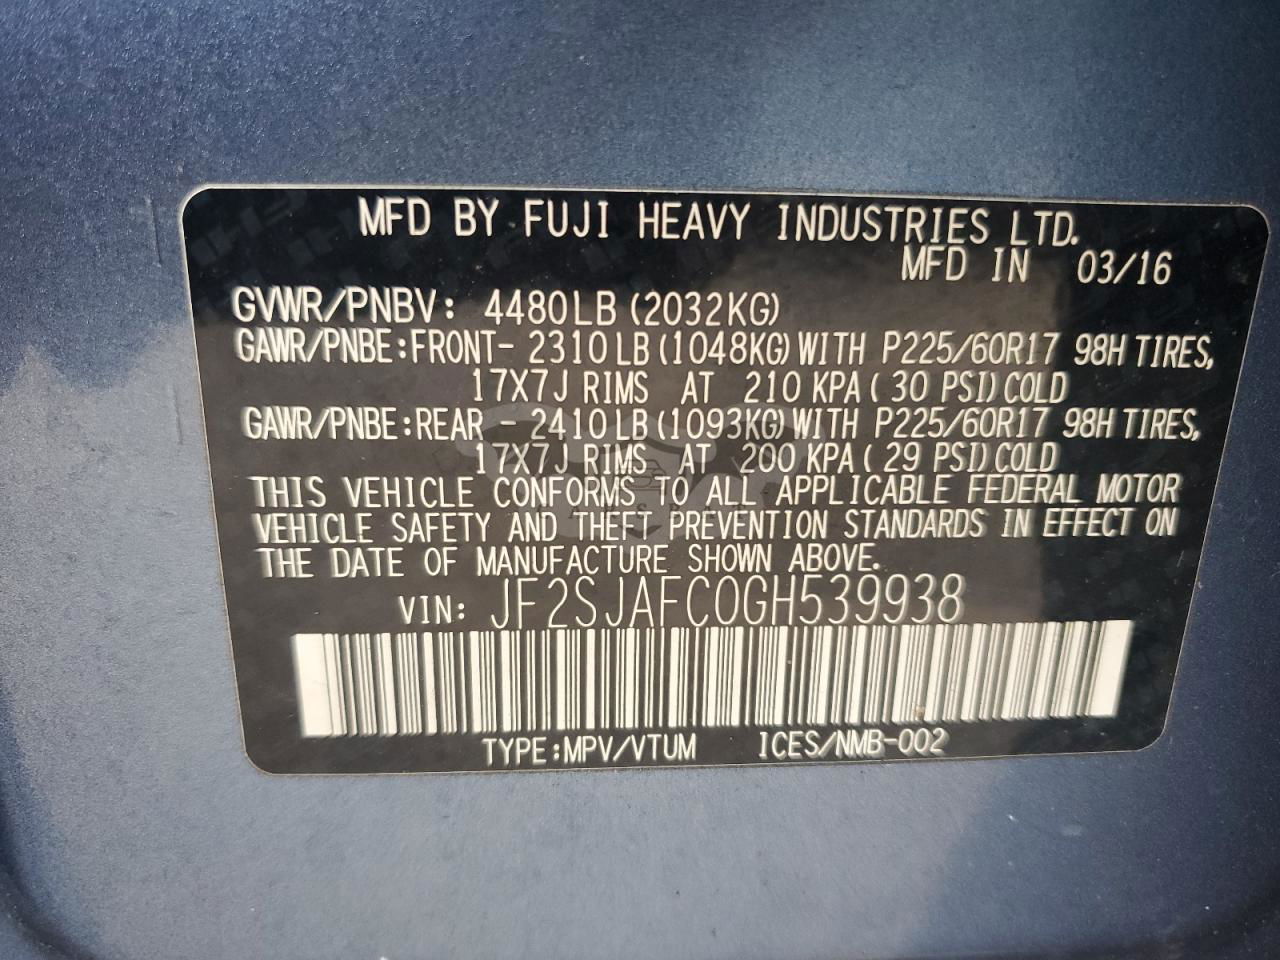 MFD BY FUJI HEAVY INDUSTRIES LTD.
MFD IN 03/16
GVWR/PNBV: 4480LB (2032KG)
GAWR/PNBE:FRONT- 2310LB (1048KG) WITH P225/60R17 98H TIRES,
17X7J RIMS AT 210 KPA ( 30 PSI) COLD
GAWR/PNBE:REAR - 2410LB (1093KG) WITH P225/60R17 98H TIRES,
17X7J RIMS AT 200 KPA ( 29 PSI) COLD
THIS VEHICLE CONFORMS TO ALL APPLICABLE FEDERAL MOTOR
VEHICLE SAFETY AND THEFT PREVENTION STANDARDS IN EFFECT ON
THE DATE OF MANUFACTURE SHOWN ABOVE.
VIN: JF2SJAFC0GH539938
TYPE:MPV/VTUM ICES/NMB-002